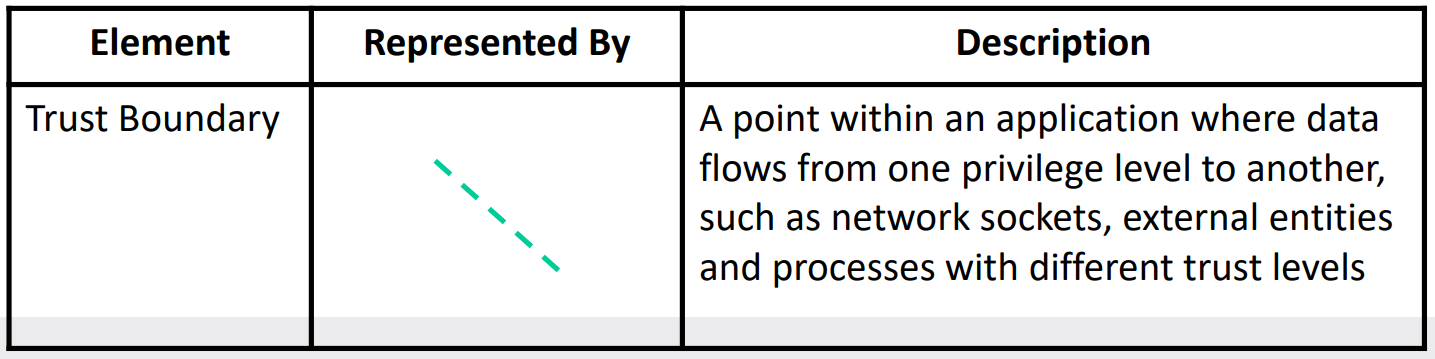 Element Represented By Description
Trust Boundary A point within an application where data
flows from one privilege level to another,
such as network sockets, external entities
and processes with different trust levels